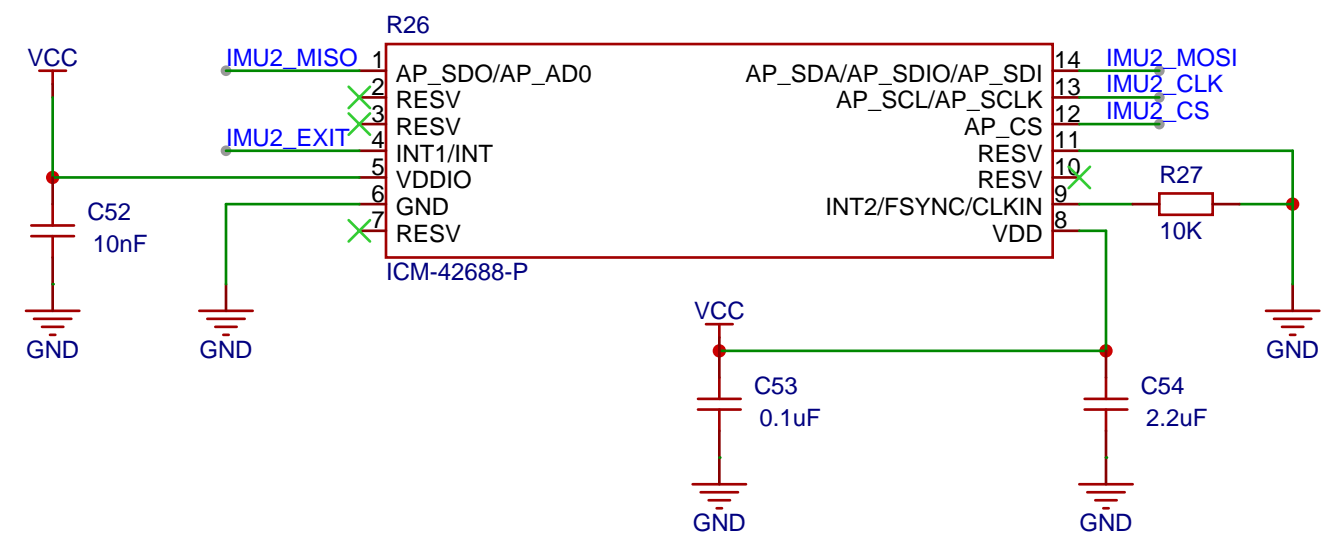 R26
VCC
IMU2_MISO
1
AP_SDO/AP_AD0
2
RESV
3
RESV
IMU2_EXIT
4
INT1/INT
5
VDDIO
6
GND
7
RESV
ICM-42688-P
AP_SDA/AP_SDIO/AP_SDI
14
IMU2_MOSI
AP_SCL/AP_SCLK
13
IMU2_CLK
AP_CS
12
IMU2_CS
RESV
11
RESV
10
INT2/FSYNC/CLKIN
9
VDD
8
R27
10K
C52
10nF
GND
GND
GND
VCC
C53
0.1uF
GND
C54
2.2uF
GND